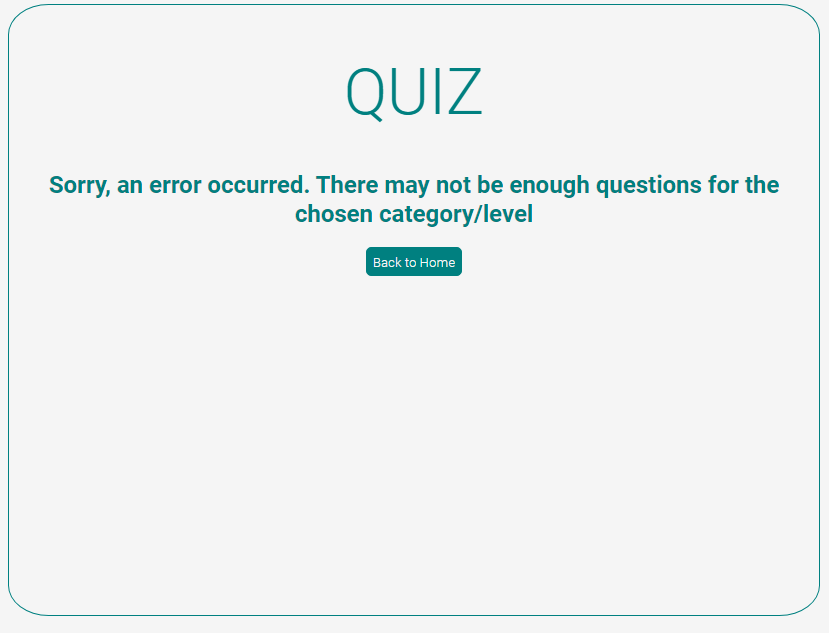 QUIZ
Sorry, an error occurred. There may not be enough questions for the
chosen category/level
Back to Home